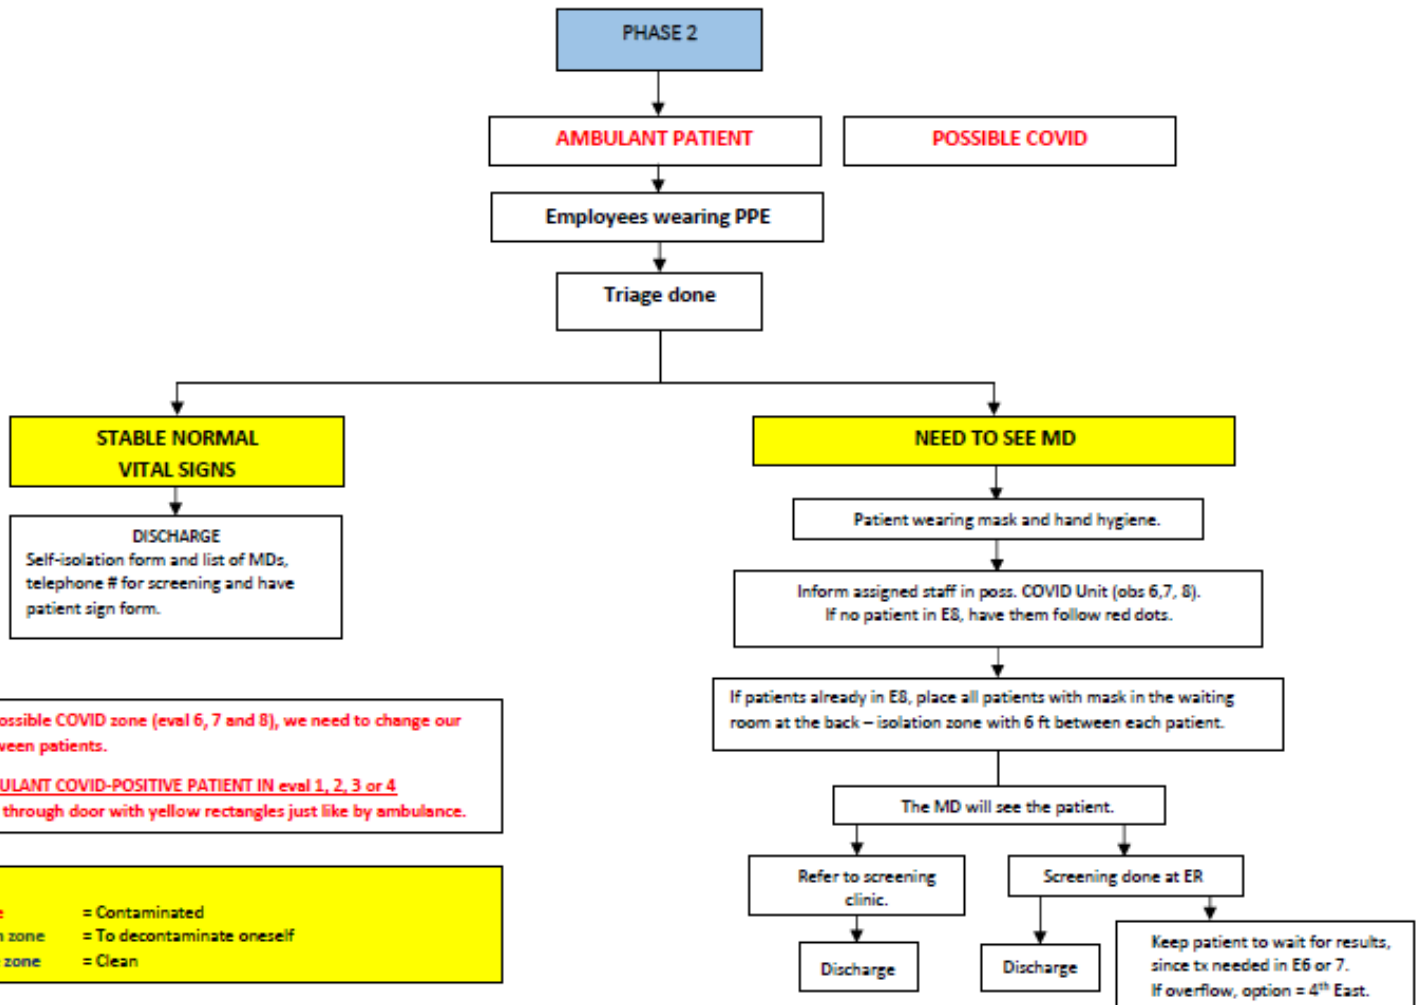 PHASE 2
AMBULANT PATIENT
POSSIBLE COVID
Employees wearing PPE
Triage done
STABLE NORMAL
VITAL SIGNS
NEED TO SEE MD
DISCHARGE
Self-isolation form and list of MDs,
telephone # for screening and have
patient sign form.
Patient wearing mask and hand hygiene.
Inform assigned staff in poss. COVID Unit (obs 6,7, 8).
If no patient in E8, have them follow red dots.
If patients already in E8, place all patients with mask in the waiting
room at the back – isolation zone with 6 ft between each patient.
The MD will see the patient.
Refer to screening
clinic.
Screening done at ER
Discharge
Discharge
Keep patient to wait for results,
since tx needed in E6 or 7.
If overflow, option = 4th East.
COVID zone (eval 6, 7 and 8), we need to change our
patients.
COVID-POSITIVE PATIENT IN eval 1, 2, 3 or 4
through door with yellow rectangles just like by ambulance.
= Contaminated
zone = To decontaminate oneself
zone = Clean